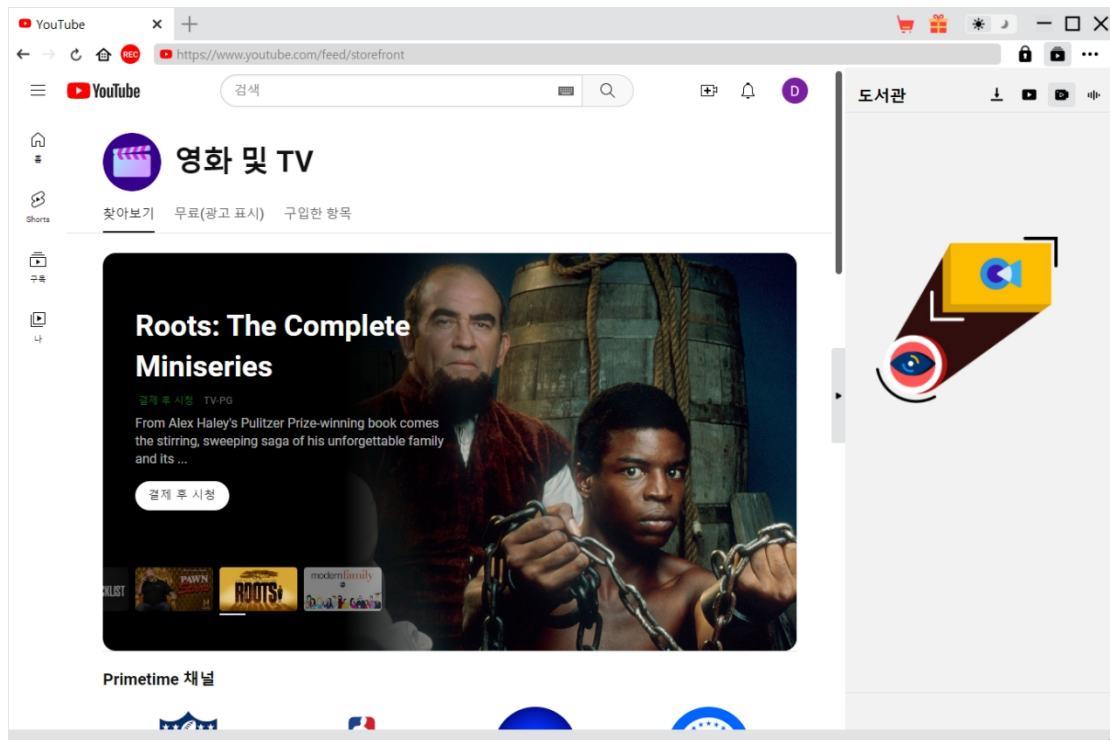 YouTube
REC
https://www.youtube.com/feed/storefront
YouTube
검색
D
도서관
홈
Shorts
구독
나
영화 및 TV
찾아보기 무료(광고 표시) 구입한 항목
Roots: The Complete
Miniseries
결제 후 시청 TV-PG
From Alex Haley's Pulitzer Prize-winning book comes
the stirring, sweeping saga of his unforgettable family
and its ...
결제 후 시청
KLIST
PAWN
ROOTS
modern family
Primetime 채널